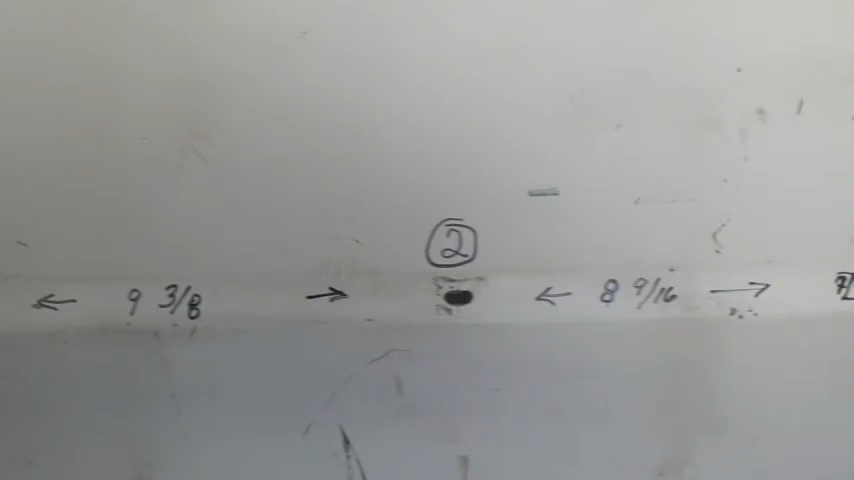 2
← 9 3/8 → ← 8 9/16 →